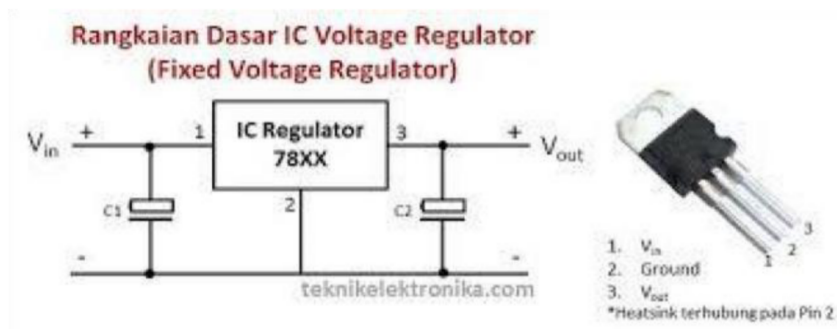 Rangkaian Dasar IC Voltage Regulator
(Fixed Voltage Regulator)
Vin + 1 IC Regulator 3 + Vout
78XX
C1 2 C2
- -
teknikelektronika.com
3
2
1
1. Vin
2. Ground
3. Vout
*Heatsink terhubung pada Pin 2